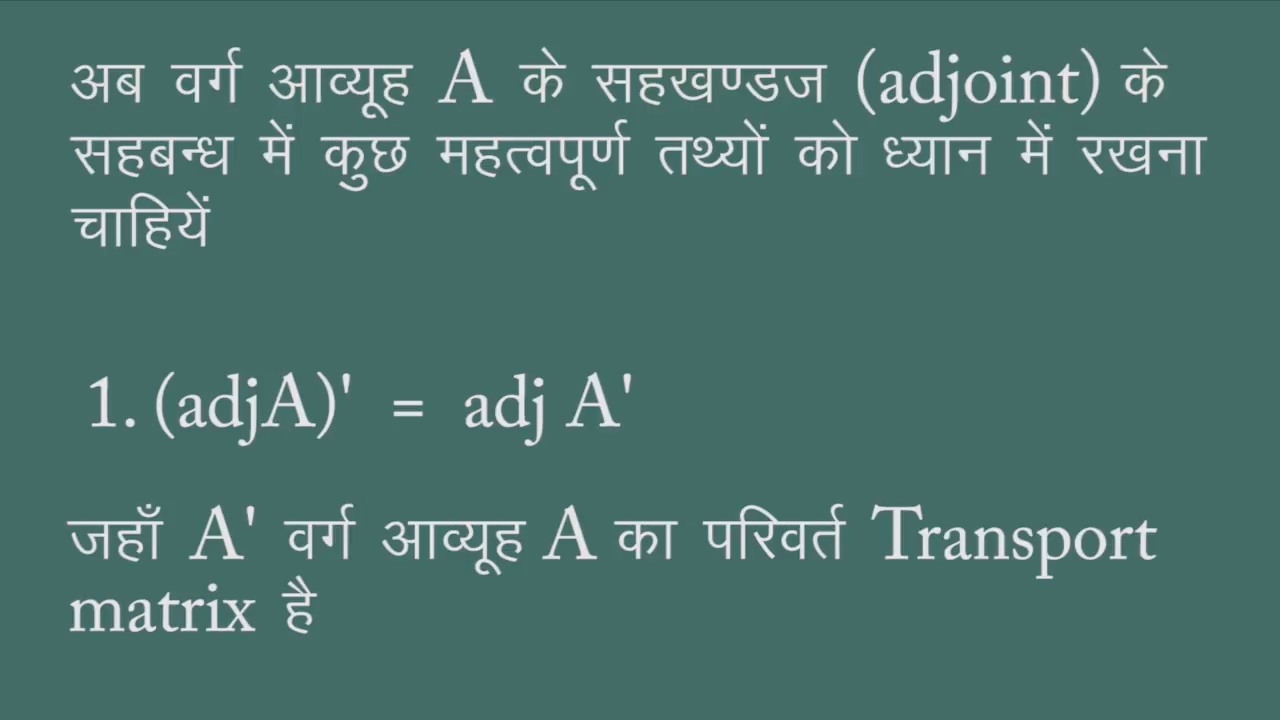 अब वर्ग आव्यूह A के सहखण्डज (adjoint) के
सहबन्ध में कुछ महत्वपूर्ण तथ्यों को ध्यान में रखना
चाहियें
1. (adjA)' = adj A'
जहाँ A' वर्ग आव्यूह A का परिवर्त Transport
matrix है